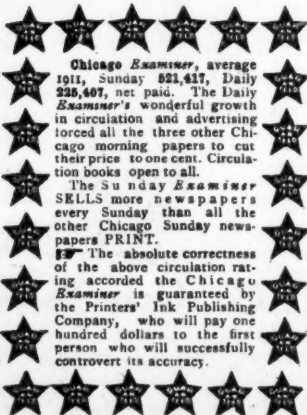 Chicago Examiner, average
1911, Sunday 521,417, Daily
225,407, net paid. The Daily
Examiner's wonderful growth
in circulation and advertising
forced all the three other Chi-
cago morning papers to cut
their price to one cent. Circula-
tion books open to all.
The Sunday Examiner
SELLS more newspapers
every Sunday than all the
other Chicago Sunday news-
papers PRINT.
☛ The absolute correctness
of the above circulation rat-
ing accorded the Chicago
Examiner is guaranteed by
the Printers' Ink Publishing
Company, who will pay one
hundred dollars to the first
person who will successfully
controvert its accuracy.